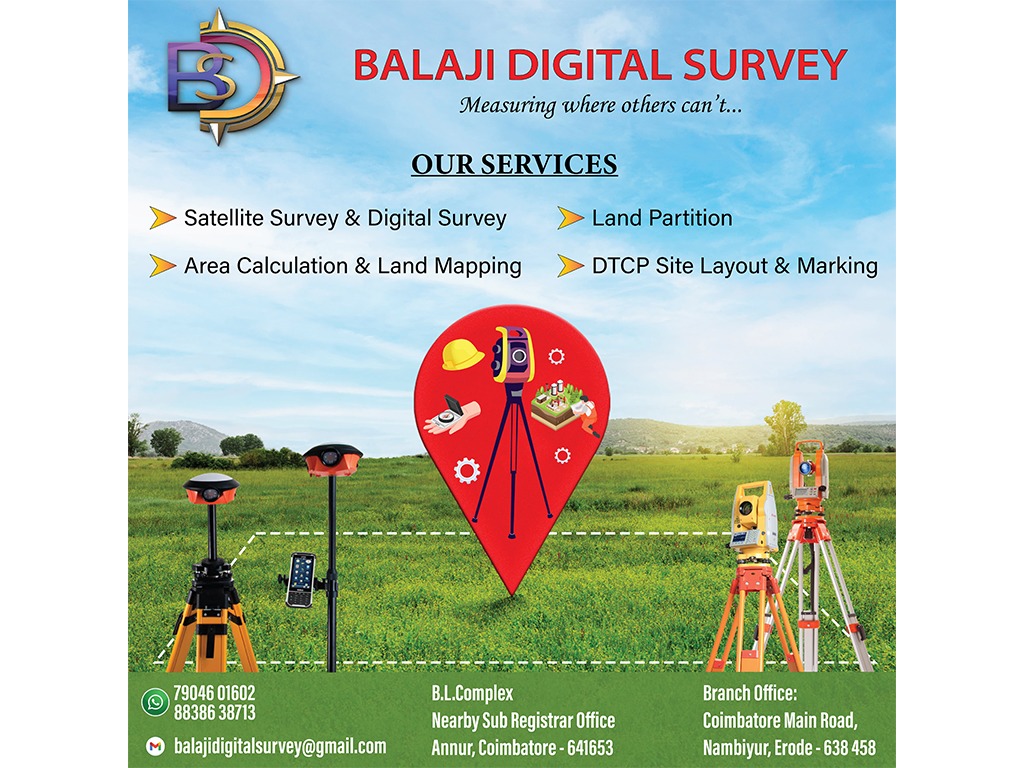 BSD
BALAJI DIGITAL SURVEY
Measuring where others can't...
OUR SERVICES
Satellite Survey & Digital Survey
Land Partition
Area Calculation & Land Mapping
DTCP Site Layout & Marking
79046 01602
88386 38713
balajidigitalsurvey@gmail.com
B.L.Complex
Nearby Sub Registrar Office
Annur, Coimbatore - 641653
Branch Office:
Coimbatore Main Road,
Nambiyur, Erode - 638 458